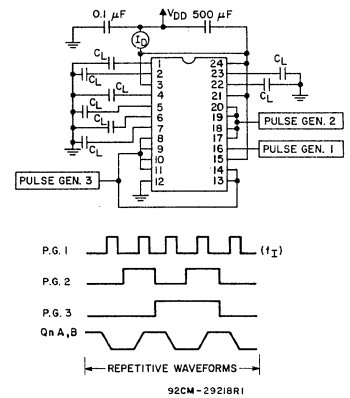 0.1 μF
VDD
500 μF
ID
CL
1
24
CL
2
23
CL
3
22
CL
CL
4
21
CL
5
20
CL
6
19
PULSE GEN. 2
CL
7
18
8
17
PULSE GEN. 1
9
16
10
15
PULSE GEN. 3
11
14
12
13
P.G. 1
(fI)
P.G. 2
P.G. 3
Qn A,B
REPETITIVE WAVEFORMS
92CM-29218R1